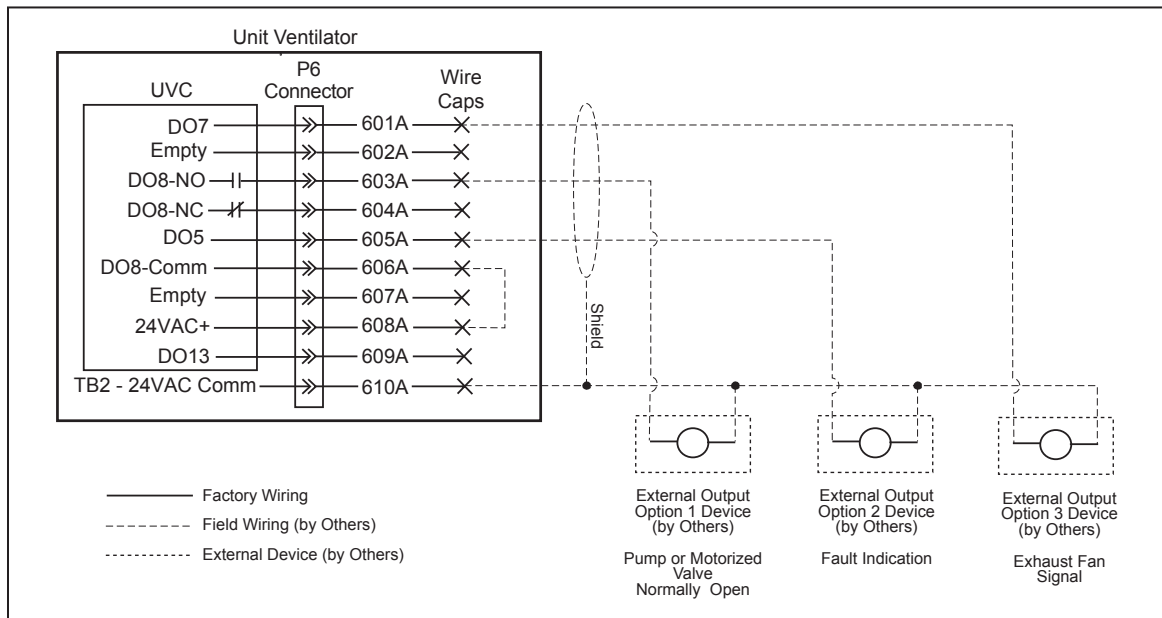 Unit Ventilator
UVC
P6
Connector
Wire
Caps
DO7
601A
Empty
602A
DO8-NO
603A
DO8-NC
604A
DO5
605A
DO8-Comm
606A
Empty
607A
24VAC+
608A
DO13
609A
TB2 - 24VAC Comm
610A
Shield
Factory Wiring
Field Wiring (by Others)
External Device (by Others)
External Output
Option 1 Device
(by Others)
Pump or Motorized
Valve
Normally Open
External Output
Option 2 Device
(by Others)
Fault Indication
External Output
Option 3 Device
(by Others)
Exhaust Fan
Signal